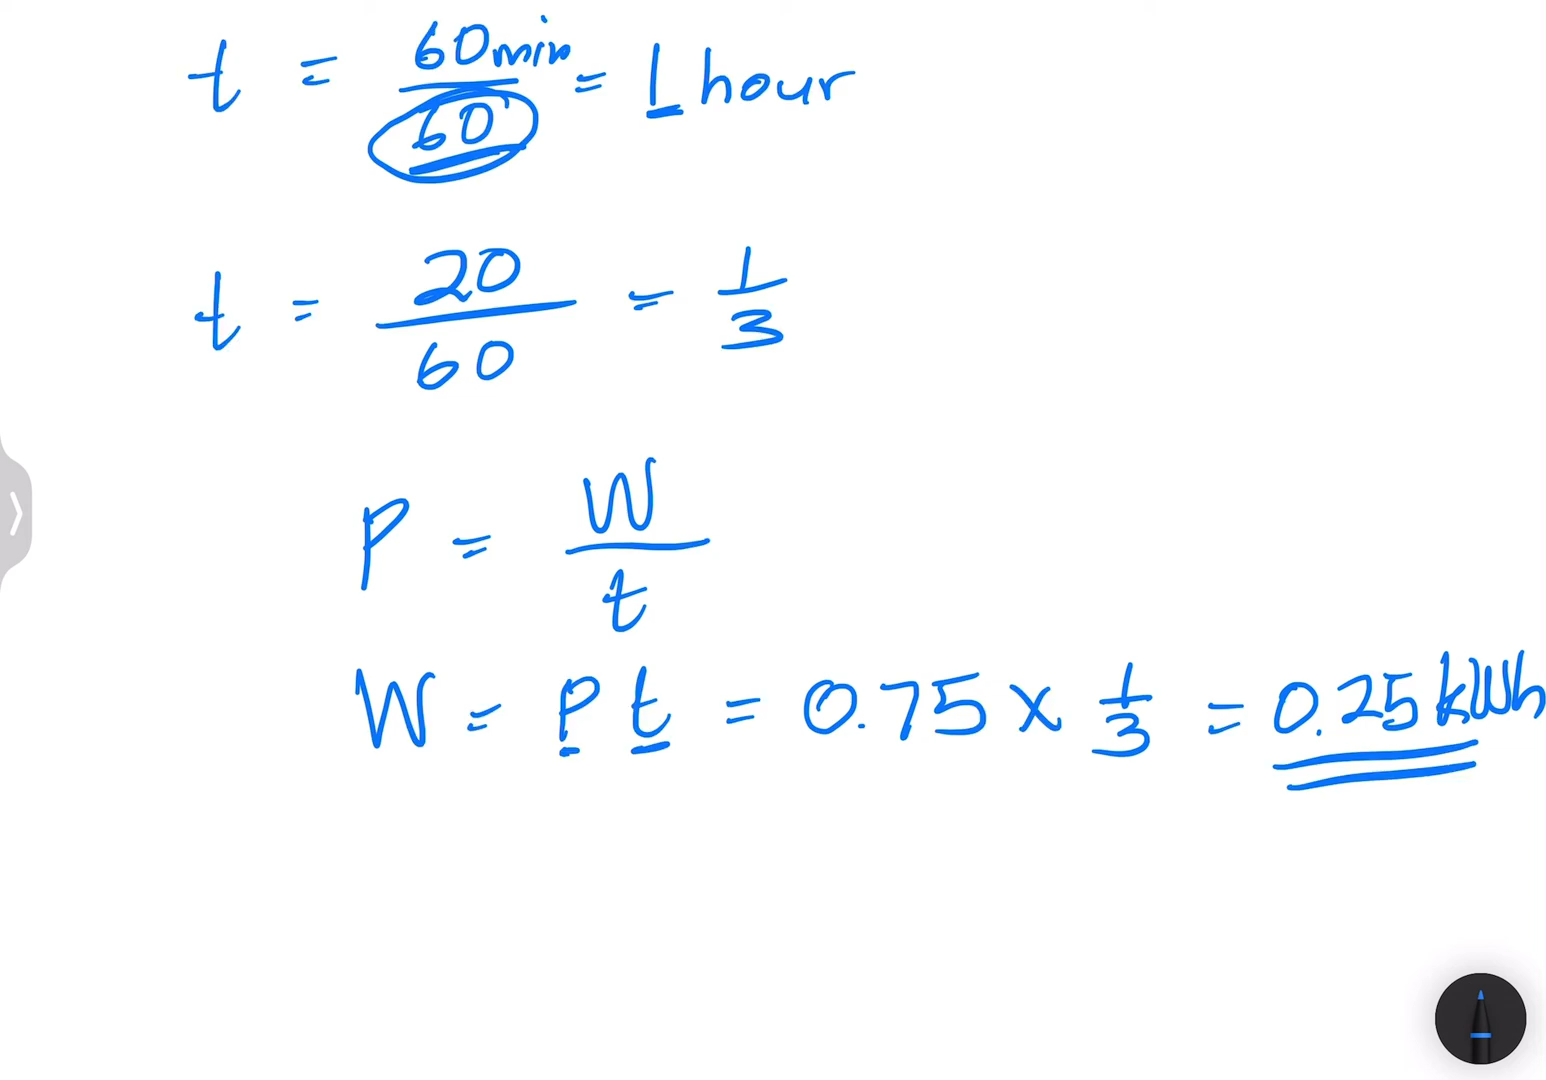 t = 60min/60 = 1 hour
t = 20/60 = 1/3
P = W/t
W = P t = 0.75 × 1/3 = 0.25 kWh